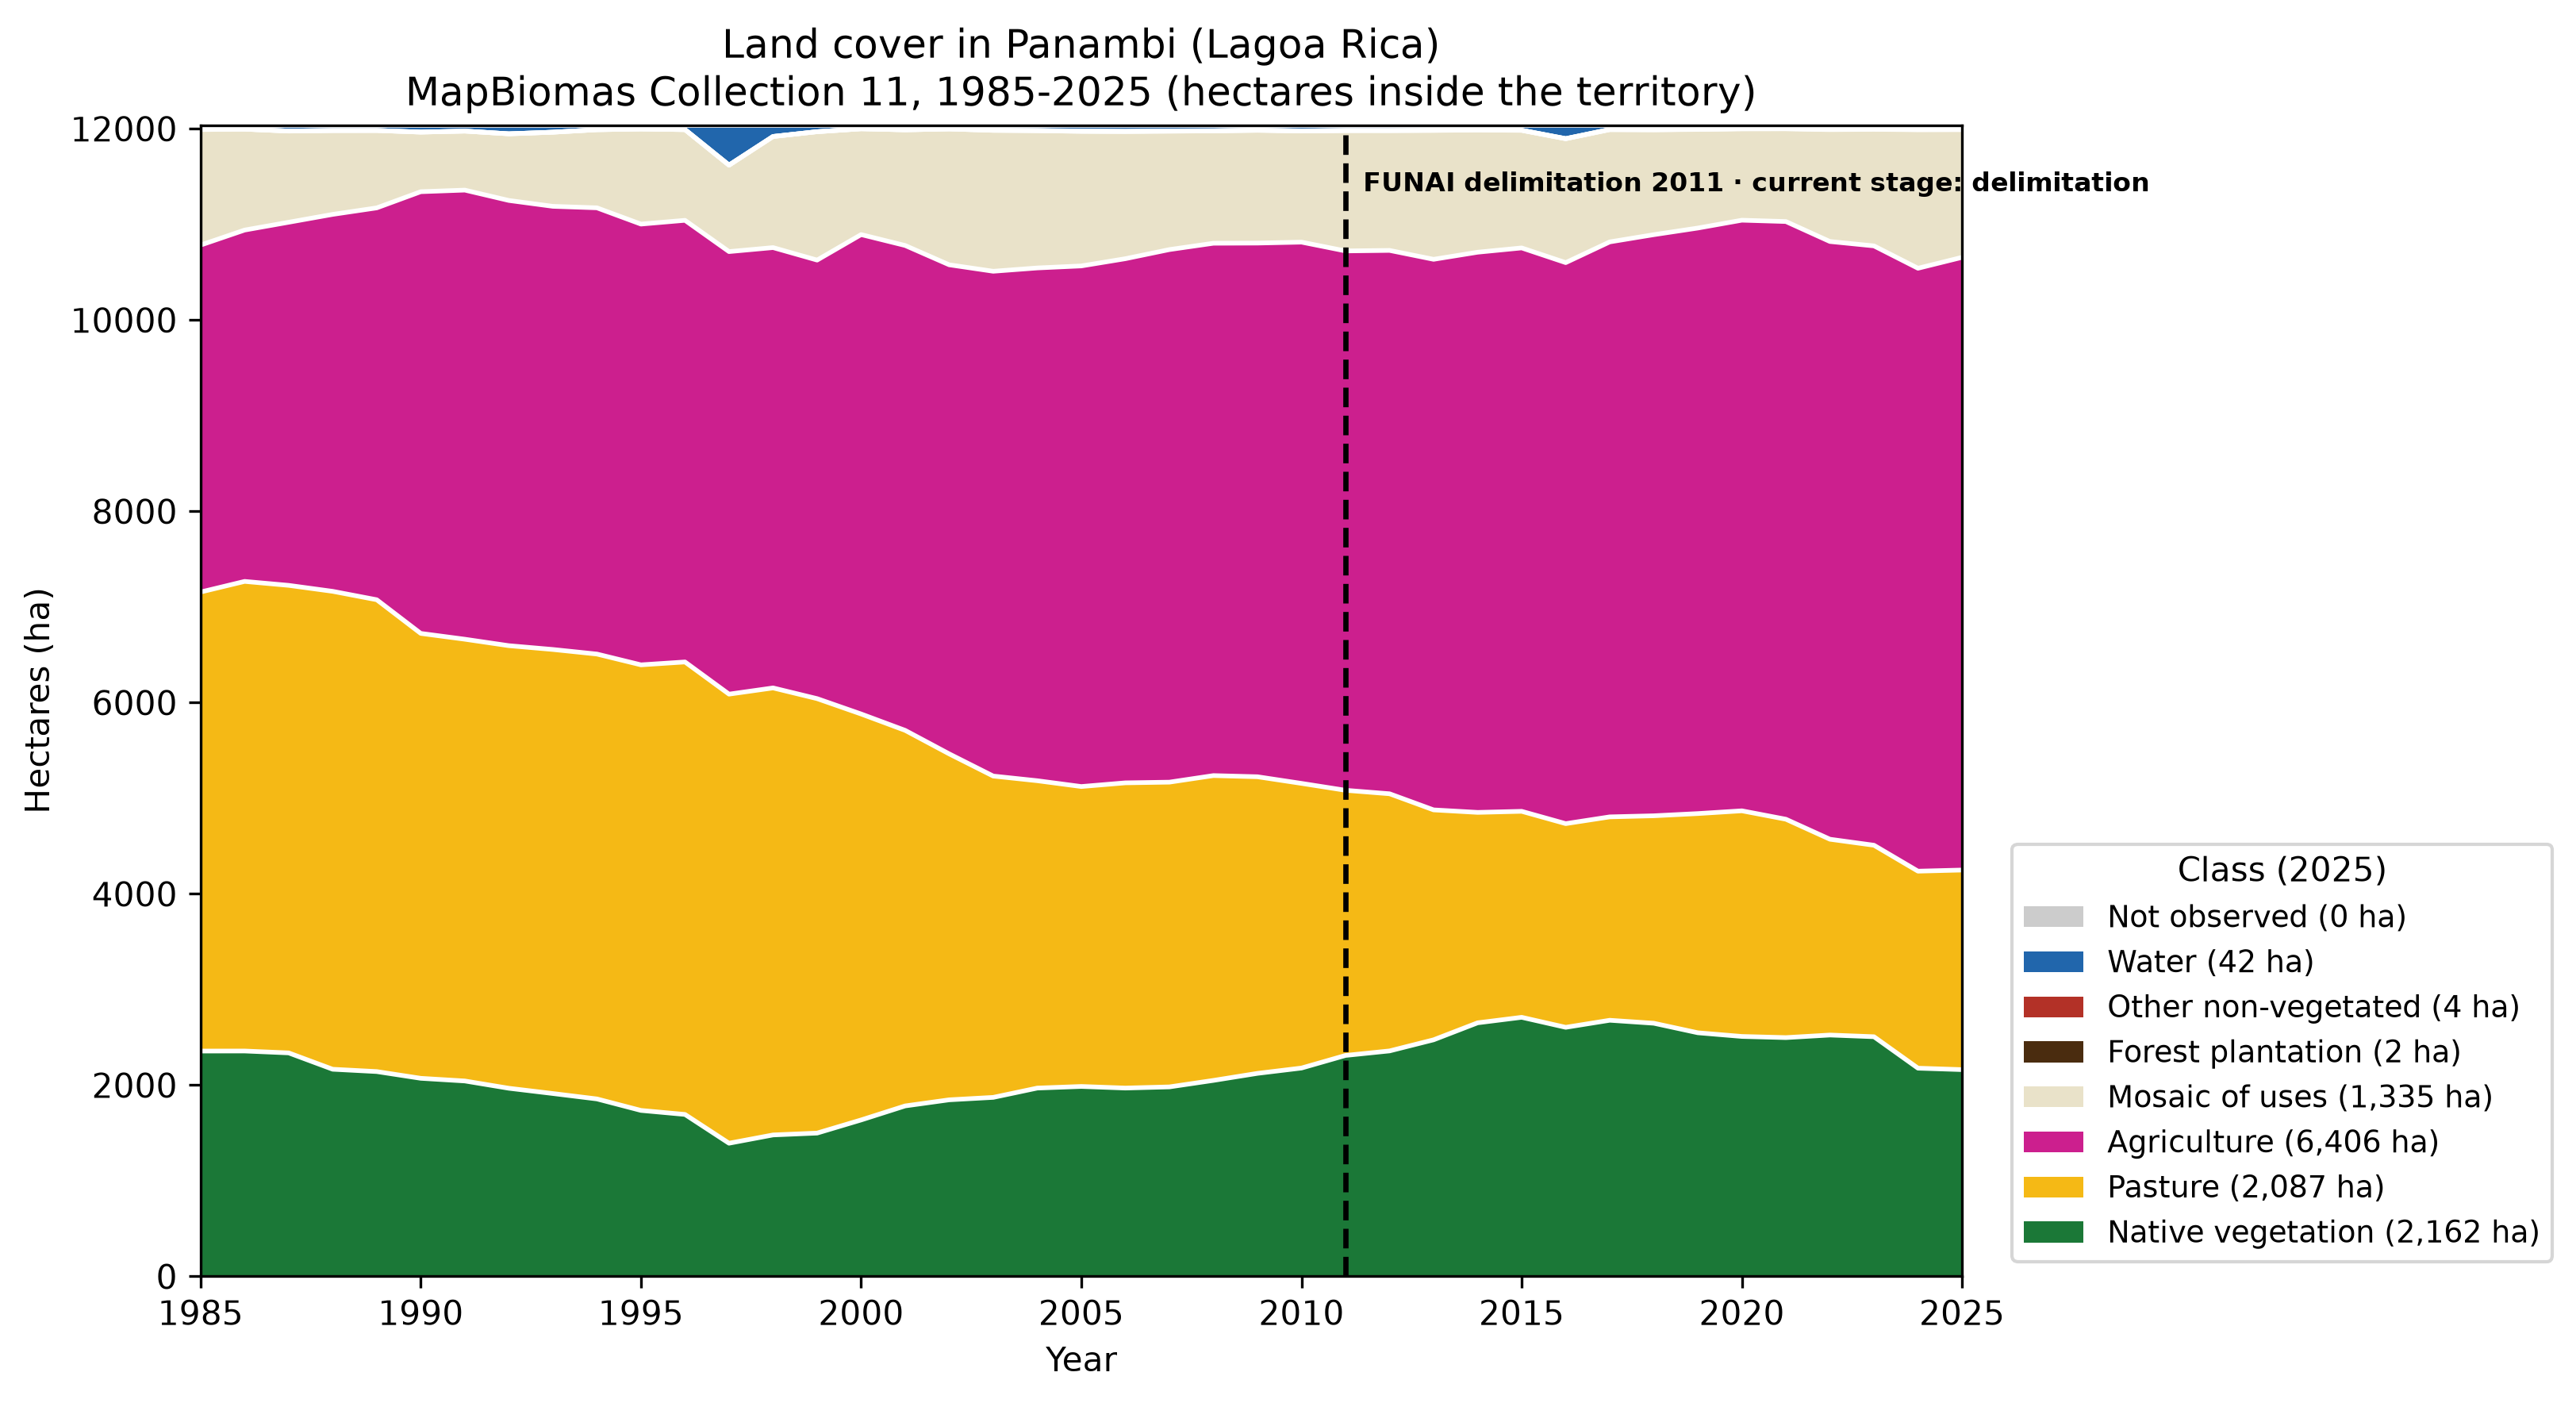 Land cover in Panambi (Lagoa Rica)
MapBiomas Collection 11, 1985-2025 (hectares inside the territory)
12000
10000
8000
6000
4000
2000
0
Hectares (ha)
FUNAI delimitation 2011 · current stage: delimitation
1985
1990
1995
2000
2005
2010
2015
2020
2025
Year
Class (2025)
Not observed (0 ha)
Water (42 ha)
Other non-vegetated (4 ha)
Forest plantation (2 ha)
Mosaic of uses (1,335 ha)
Agriculture (6,406 ha)
Pasture (2,087 ha)
Native vegetation (2,162 ha)